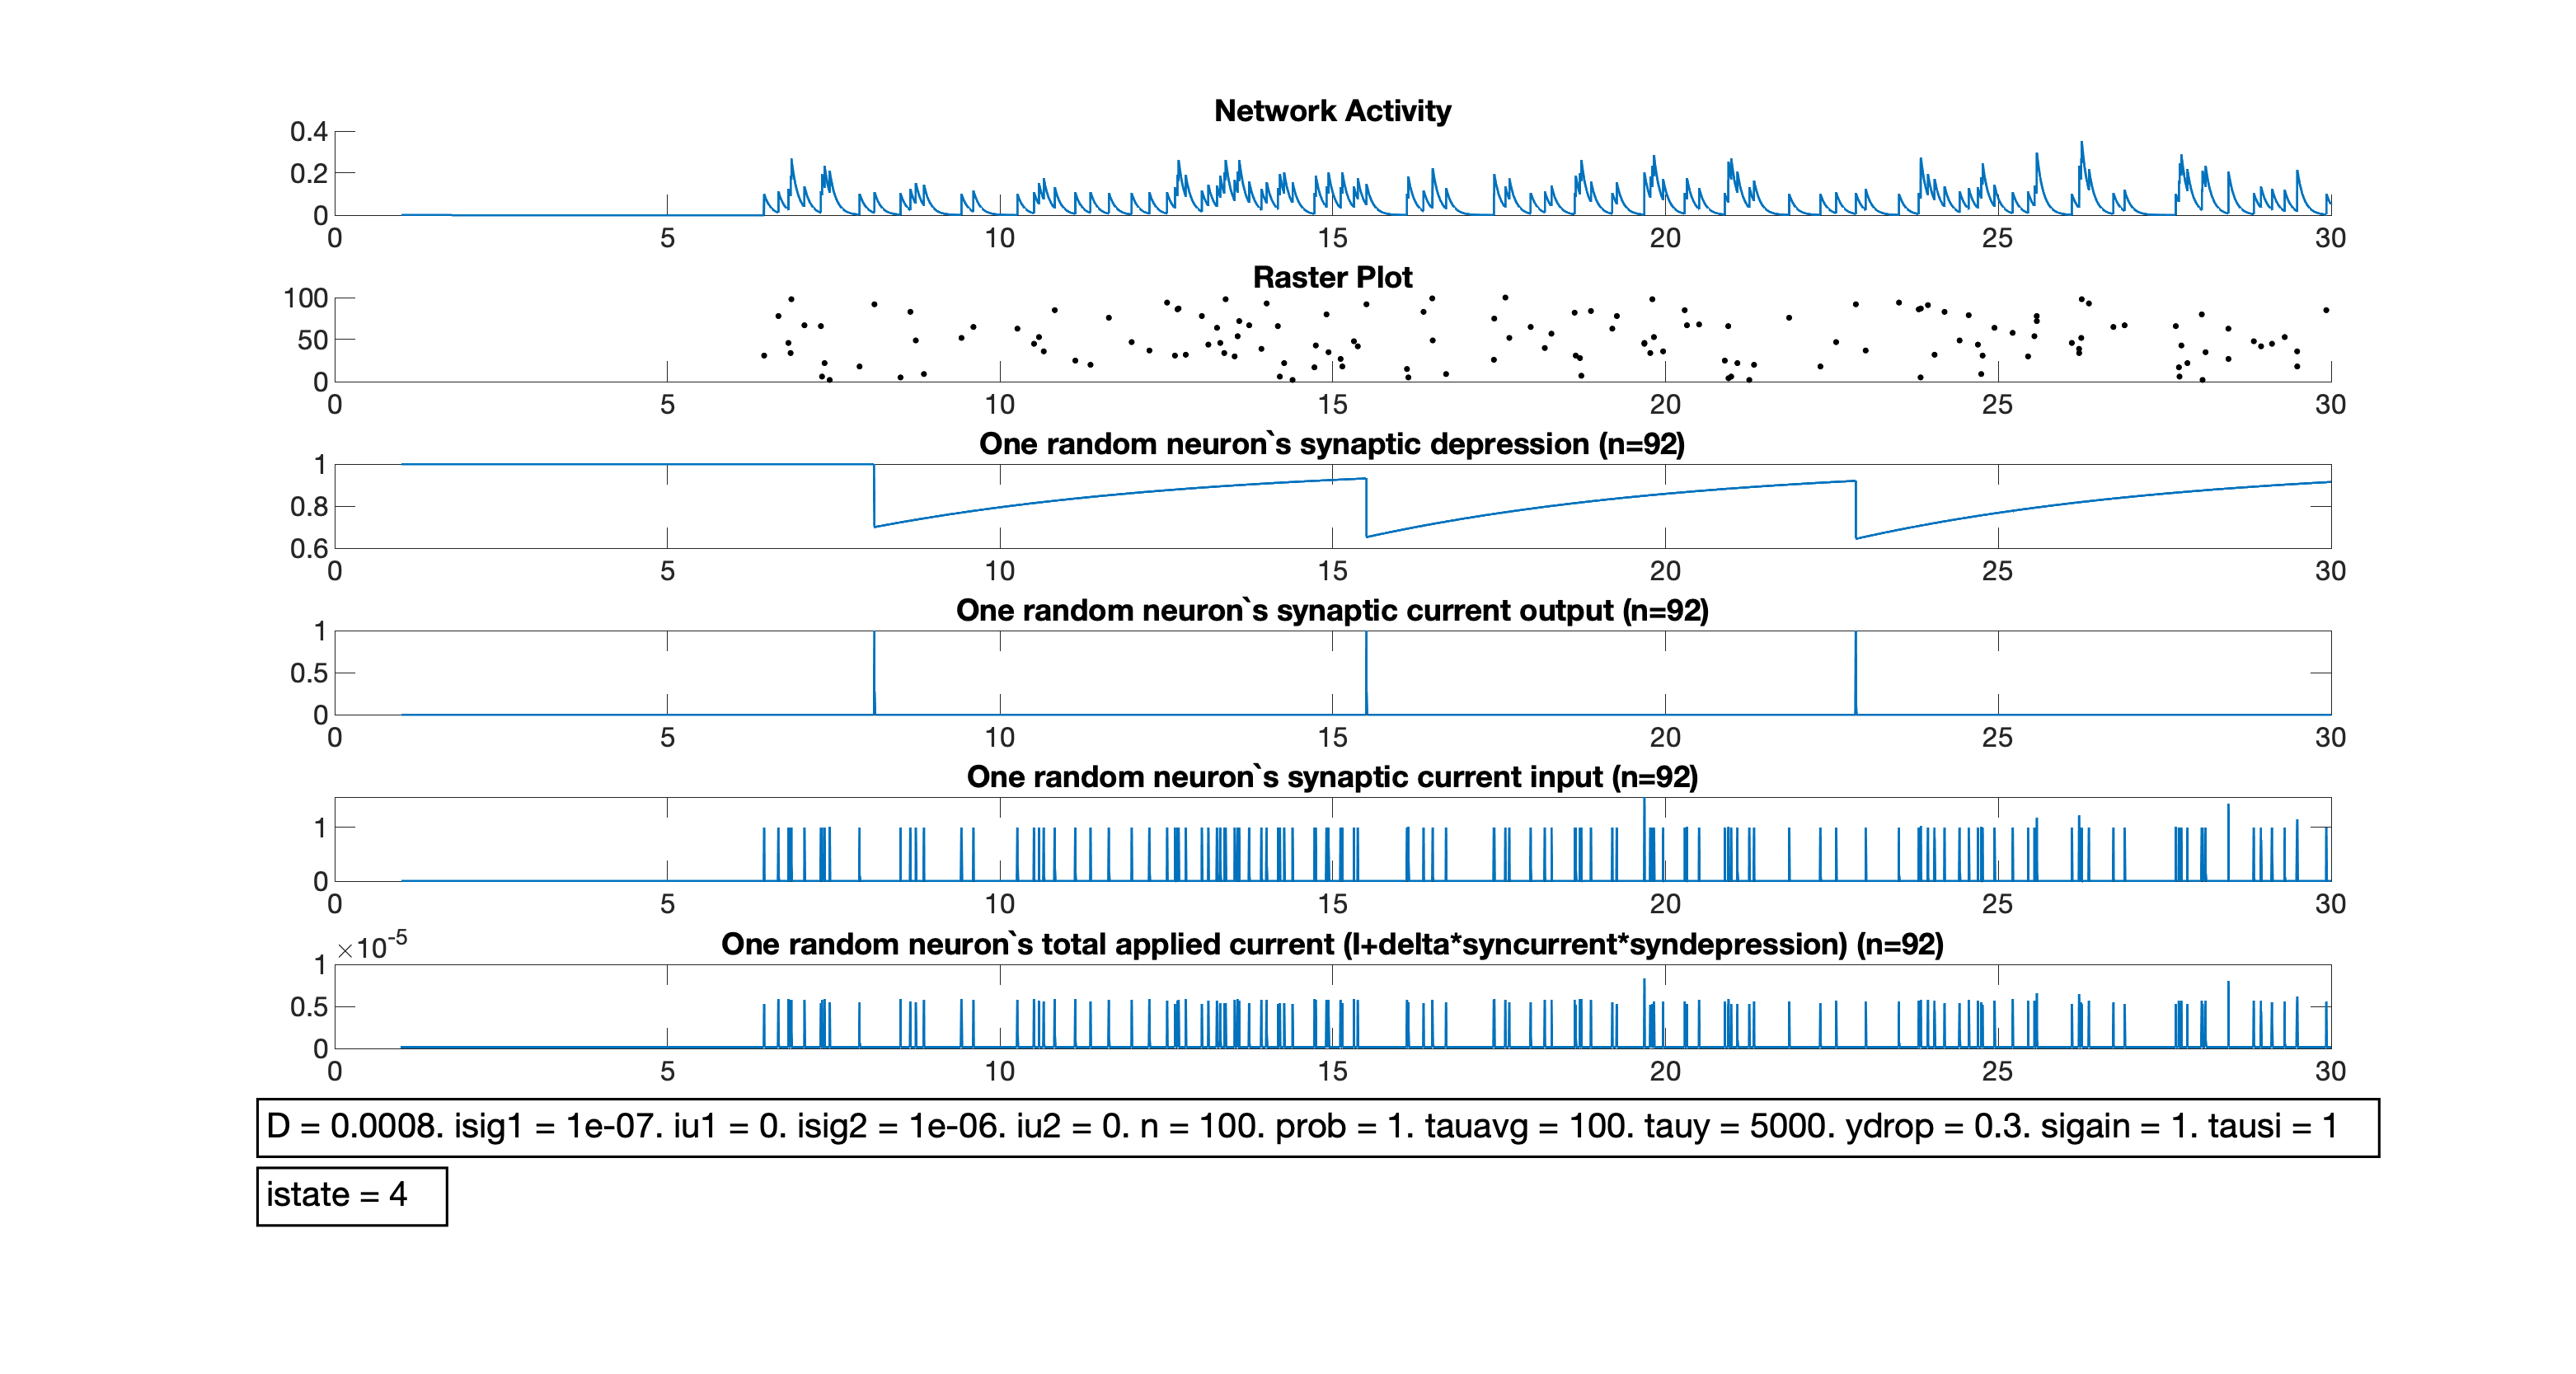 Network Activity
0.4
0.2
0
0 5 10 15 20 25 30
Raster Plot
100
50
0
0 5 10 15 20 25 30
One random neuron`s synaptic depression (n=92)
1
0.8
0.6
0 5 10 15 20 25 30
One random neuron`s synaptic current output (n=92)
1
0.5
0
0 5 10 15 20 25 30
One random neuron`s synaptic current input (n=92)
1
0
0 5 10 15 20 25 30
×10-5
One random neuron`s total applied current (I+delta*syncurrent*syndepression) (n=92)
1
0.5
0
0 5 10 15 20 25 30
D = 0.0008. isig1 = 1e-07. iu1 = 0. isig2 = 1e-06. iu2 = 0. n = 100. prob = 1. tauavg = 100. tauy = 5000. ydrop = 0.3. sigain = 1. tausi = 1
istate = 4